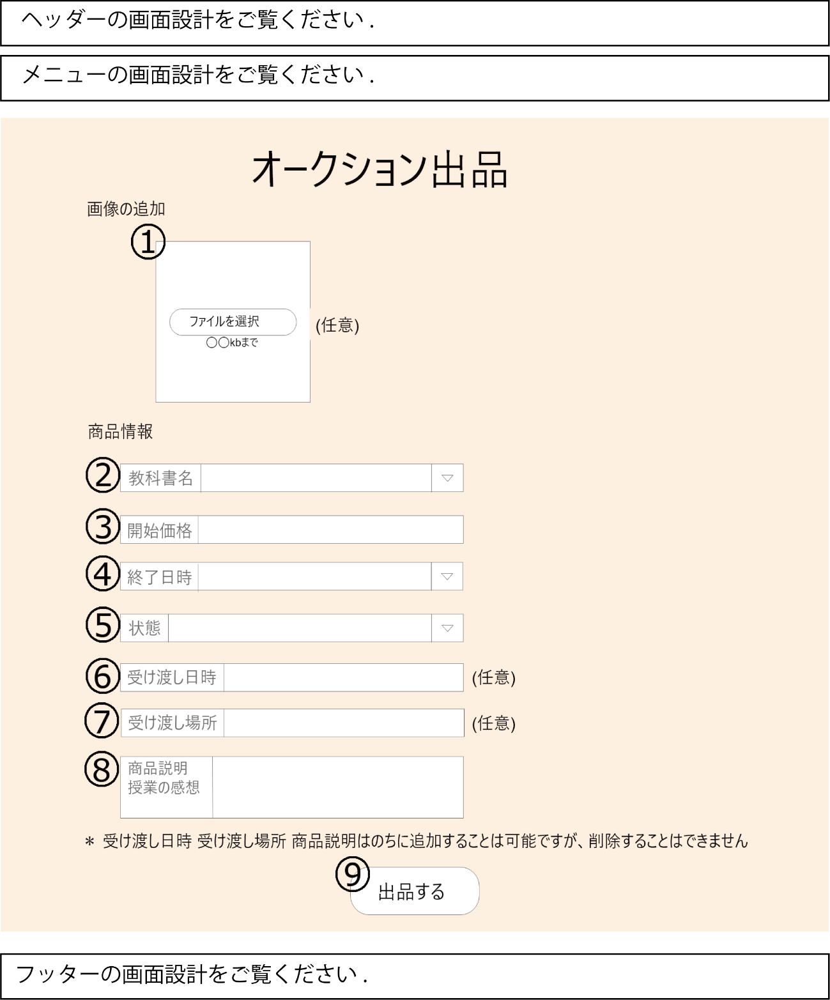 ヘッダーの画面設計をご覧ください .
メニューの画面設計をご覧ください .
オークション出品
画像の追加
①
ファイルを選択
〇〇kbまで
(任意)
商品情報
② 教科書名 ▽
③ 開始価格
④ 終了日時 ▽
⑤ 状態 ▽
⑥ 受け渡し日時 (任意)
⑦ 受け渡し場所 (任意)
⑧ 商品説明
授業の感想
＊ 受け渡し日時 受け渡し場所 商品説明はのちに追加することは可能ですが、削除することはできません
⑨ 出品する
フッターの画面設計をご覧ください .